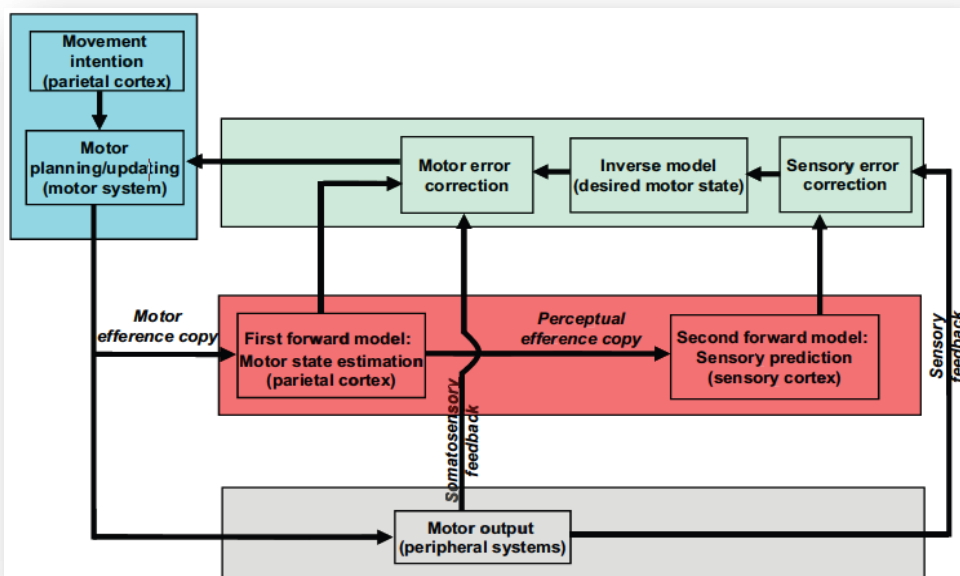 Movement
intention
(parietal cortex)
Motor
planning/updating
(motor system)
Motor error
correction
Inverse model
(desired motor state)
Sensory error
correction
Motor
efference copy
First forward model:
Motor state estimation
(parietal cortex)
Perceptual
efference copy
Second forward model:
Sensory prediction
(sensory cortex)
Somatosensory
feedback
Sensory
feedback
Motor output
(peripheral systems)